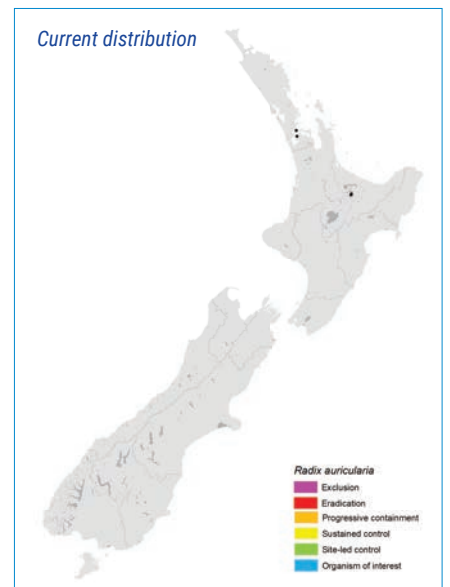 Current distribution
Radix auricularia
Exclusion
Eradication
Progressive containment
Sustained control
Site-led control
Organism of interest